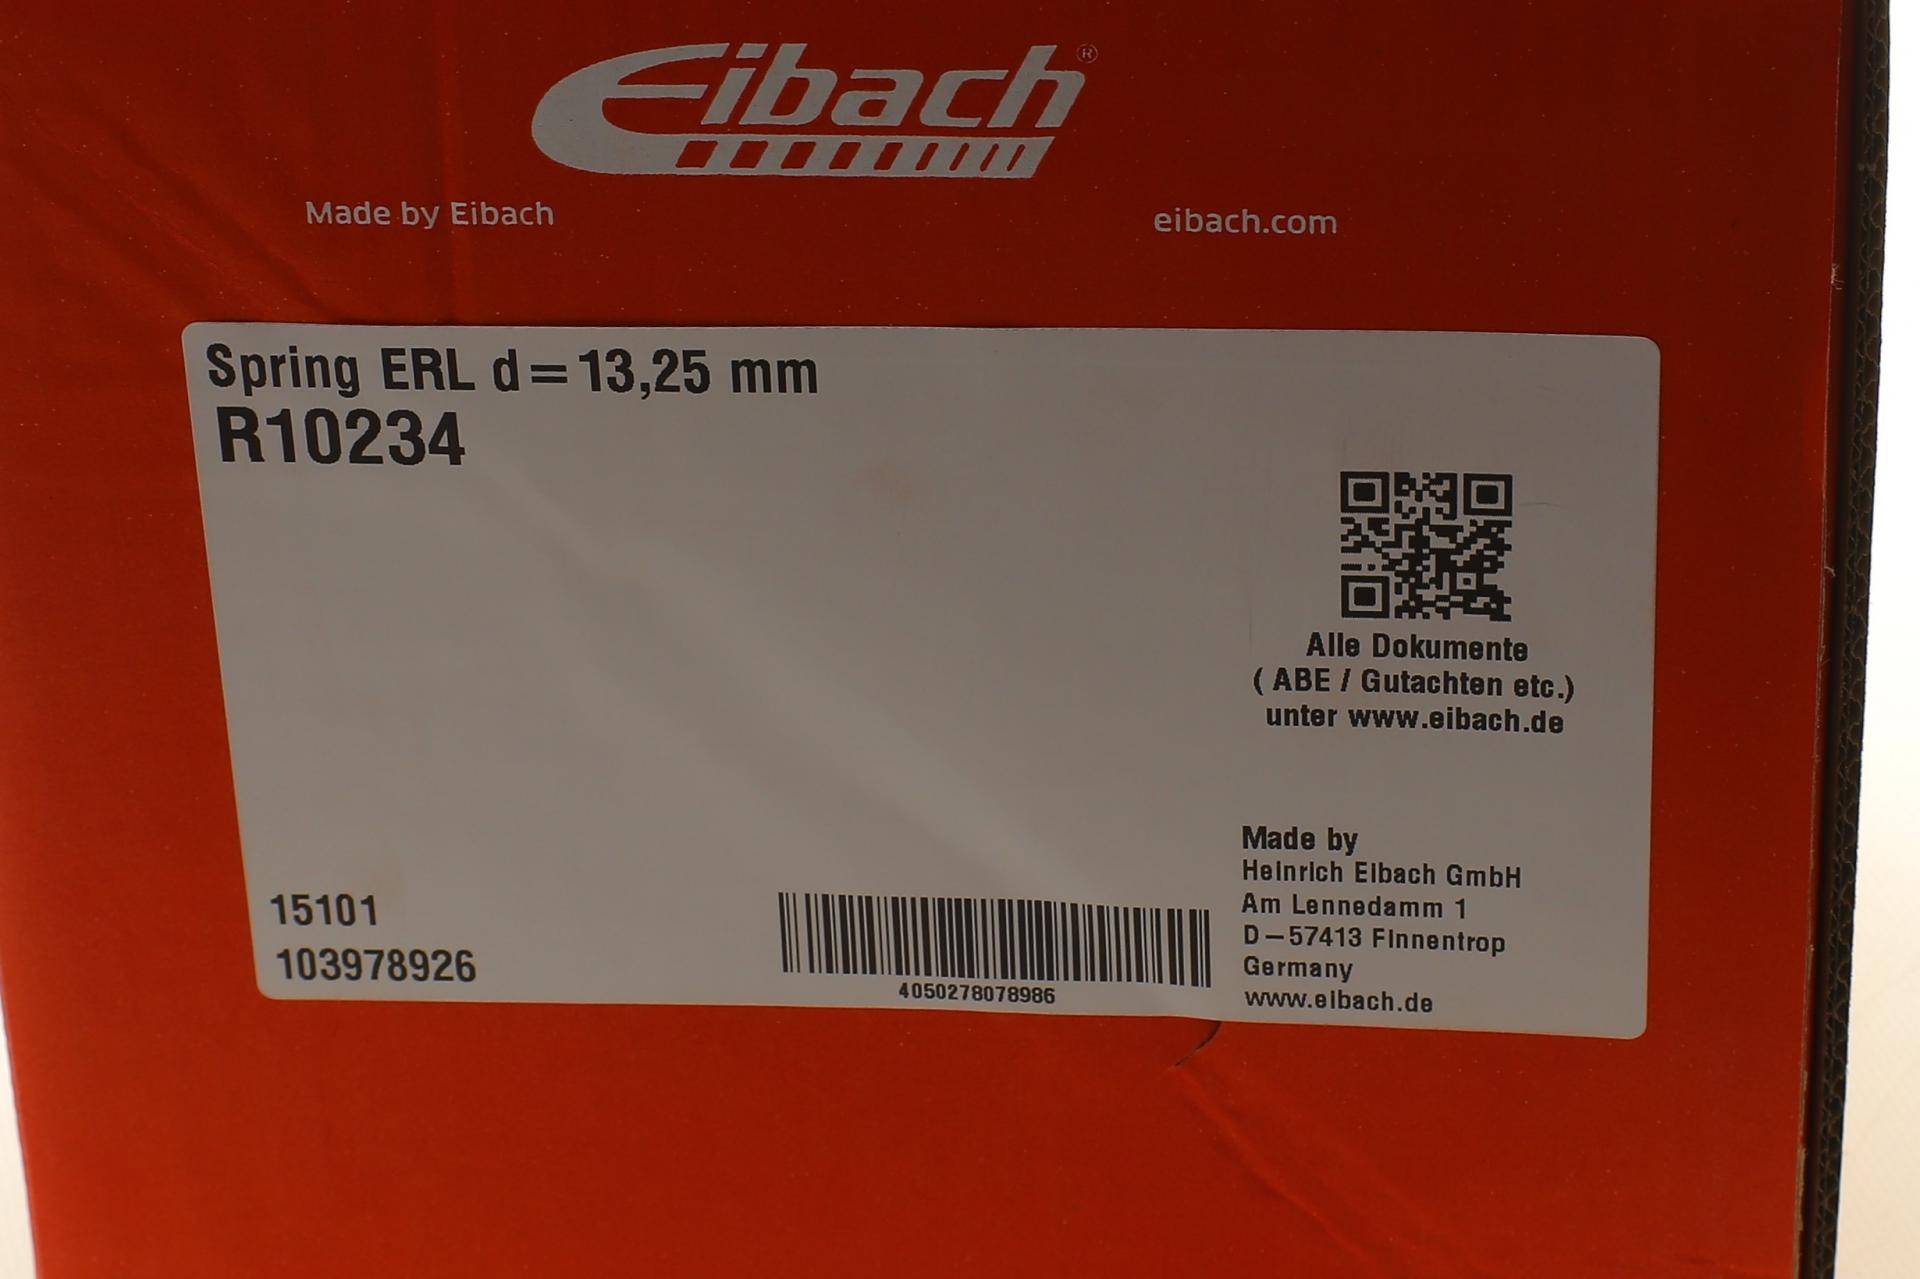 Eibach®
Made by Eibach
eibach.com
Spring ERL d=13,25 mm
R10234
Alle Dokumente
( ABE / Gutachten etc.)
unter www.eibach.de
15101
103978926
4050278078986
Made by
Heinrich Eibach GmbH
Am Lennedamm 1
D-57413 Finnentrop
Germany
www.eibach.de